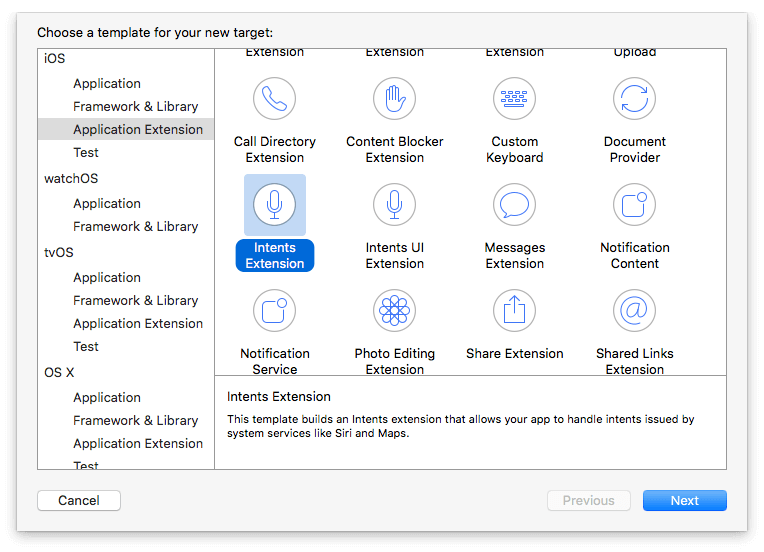 Choose a template for your new target:
iOS
Application
Framework & Library
Application Extension
Test
watchOS
Application
Framework & Library
tvOS
Application
Framework & Library
Application Extension
Test
OS X
Application
Framework & Library
Application Extension
Test
Extension
Extension
Extension
Upload
Call Directory
Extension
Content Blocker
Extension
Custom
Keyboard
Document
Provider
Intents
Extension
Intents UI
Extension
Messages
Extension
Notification
Content
Notification
Service
Photo Editing
Extension
Share Extension
Shared Links
Extension
Intents Extension
This template builds an Intents extension that allows your app to handle intents issued by
system services like Siri and Maps.
Cancel
Previous
Next